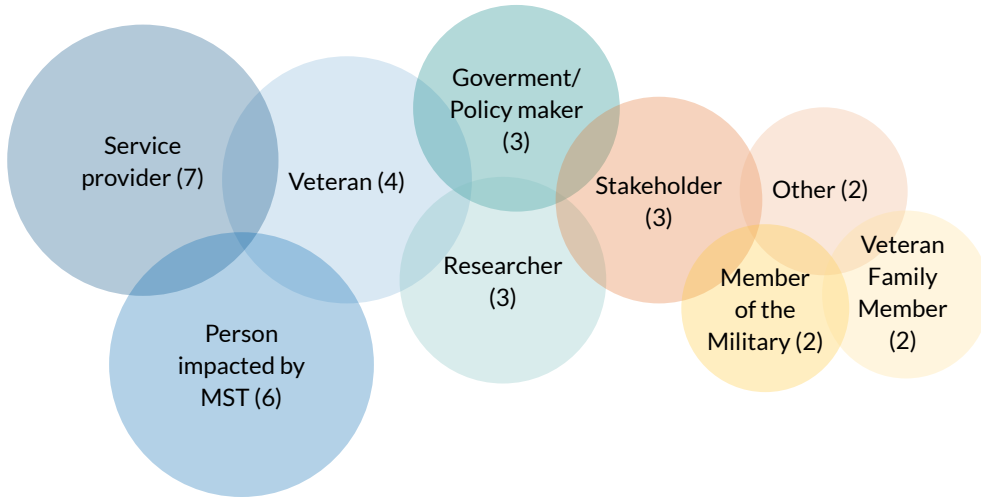 Service
provider (7)
Veteran (4)
Goverment/
Policy maker
(3)
Researcher
(3)
Stakeholder
(3)
Other (2)
Person
impacted by
MST (6)
Member
of the
Military (2)
Veteran
Family
Member
(2)